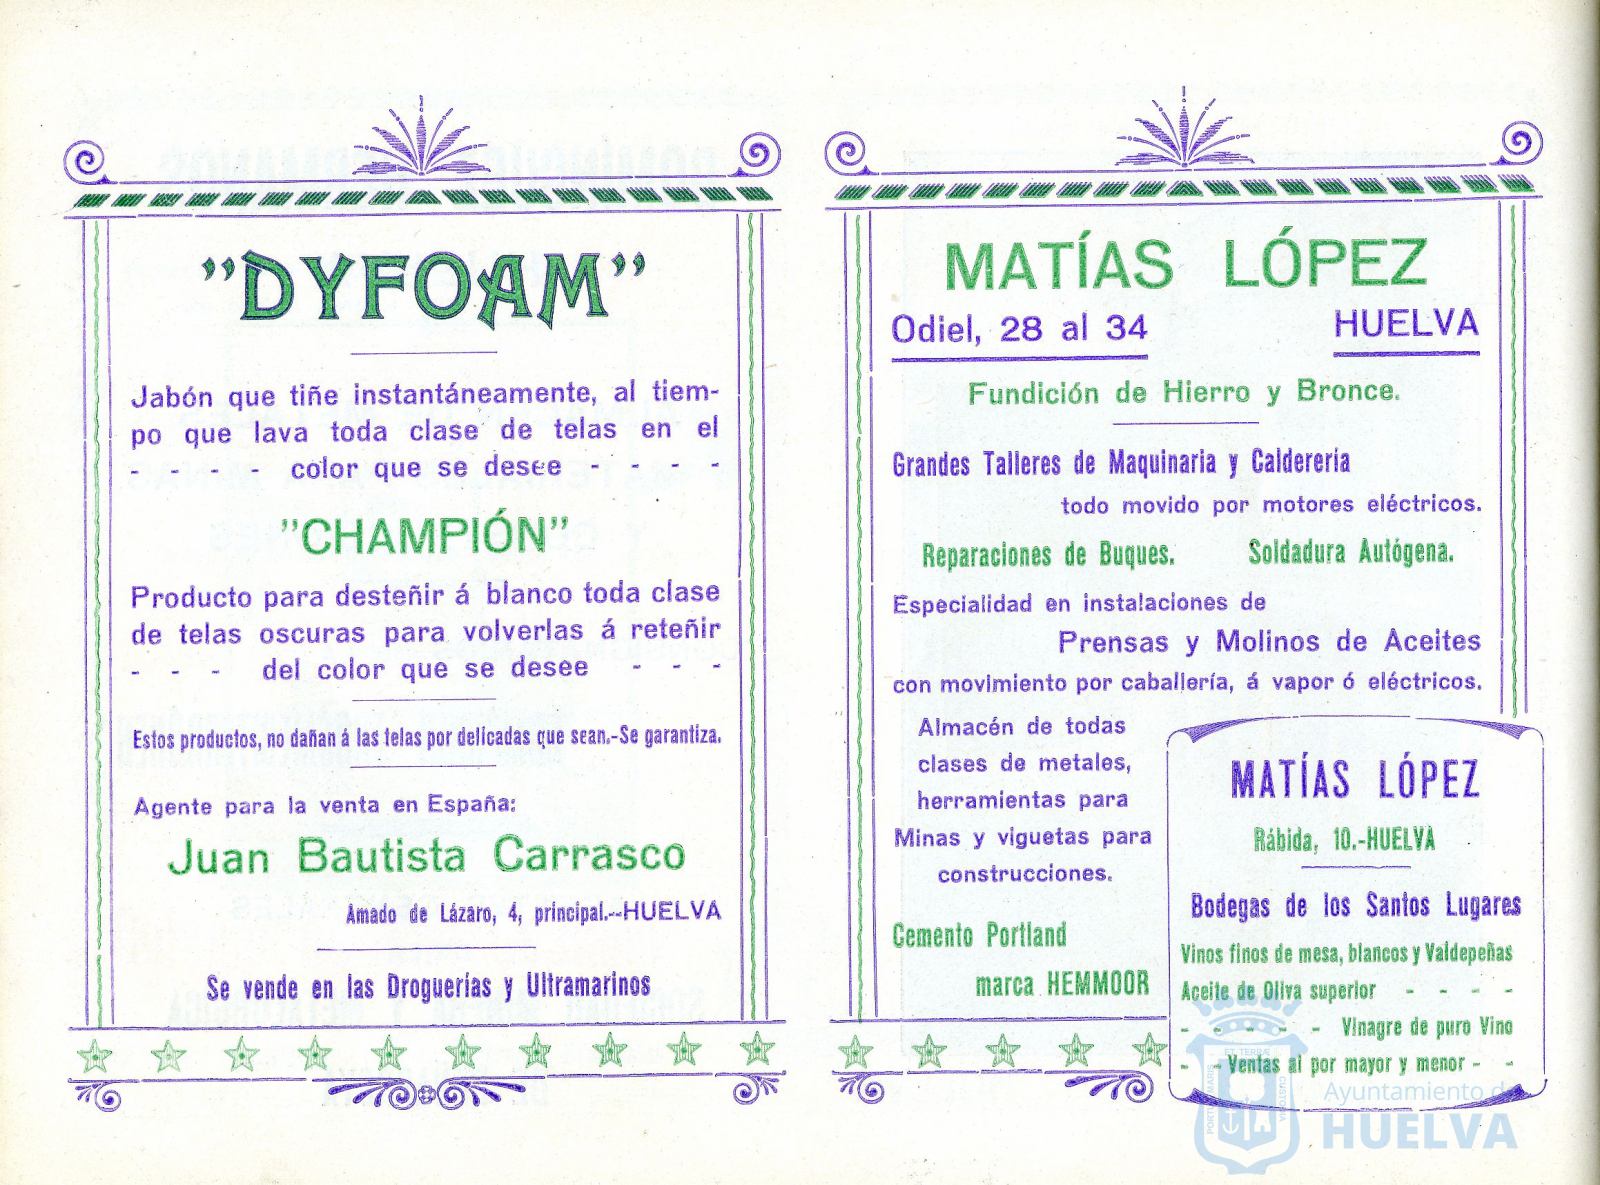 "DYFOAM"
Jabón que tiñe instantáneamente, al tiem-
po que lava toda clase de telas en el
- - - - color que se desee - - - -
"CHAMPIÓN"
Producto para desteñir á blanco toda clase
de telas oscuras para volverlas á reteñir
- - - del color que se desee - - -
Estos productos, no dañan á las telas por delicadas que sean.-Se garantiza.
Agente para la venta en España:
Juan Bautista Carrasco
Amado de Lázaro, 4, principal.--HUELVA
Se vende en las Droguerías y Ultramarinos
MATÍAS LÓPEZ
Odiel, 28 al 34 HUELVA
Fundición de Hierro y Bronce.
Grandes Talleres de Maquinaria y Calderería
todo movido por motores eléctricos.
Reparaciones de Buques. Soldadura Autógena.
Especialidad en instalaciones de
Prensas y Molinos de Aceites
con movimiento por caballería, á vapor ó eléctricos.
Almacén de todas
clases de metales,
herramientas para
Minas y viguetas para
construcciones.
Cemento Portland
marca HEMMOOR
MATÍAS LÓPEZ
Rábida, 10.-HUELVA
Bodegas de los Santos Lugares
Vinos finos de mesa, blancos y Valdepeñas
Aceite de Oliva superior - - - -
- - - - - Vinagre de puro Vino
- - Ventas al por mayor y menor - -
PORTUS MARIS ET TERRÆ CUSTODIA
Ayuntamiento de
HUELVA